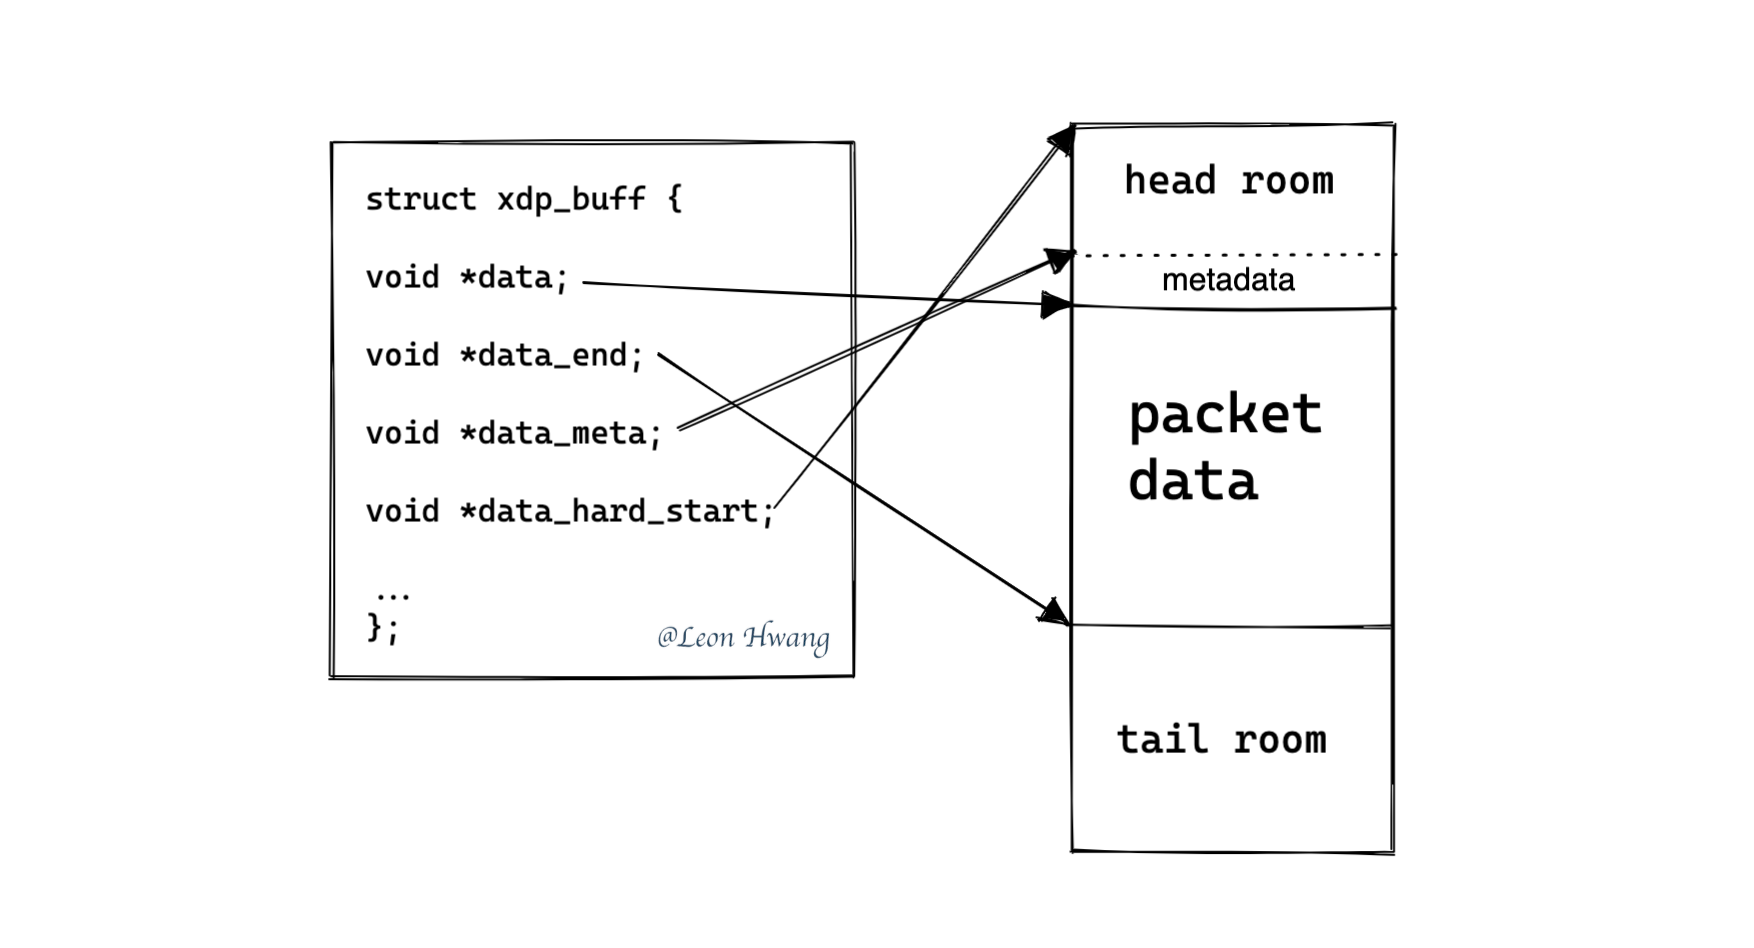 struct xdp_buff {
void *data;
void *data_end;
void *data_meta;
void *data_hard_start;
...
};
@Leon Hwang
head room
metadata
packet
data
tail room